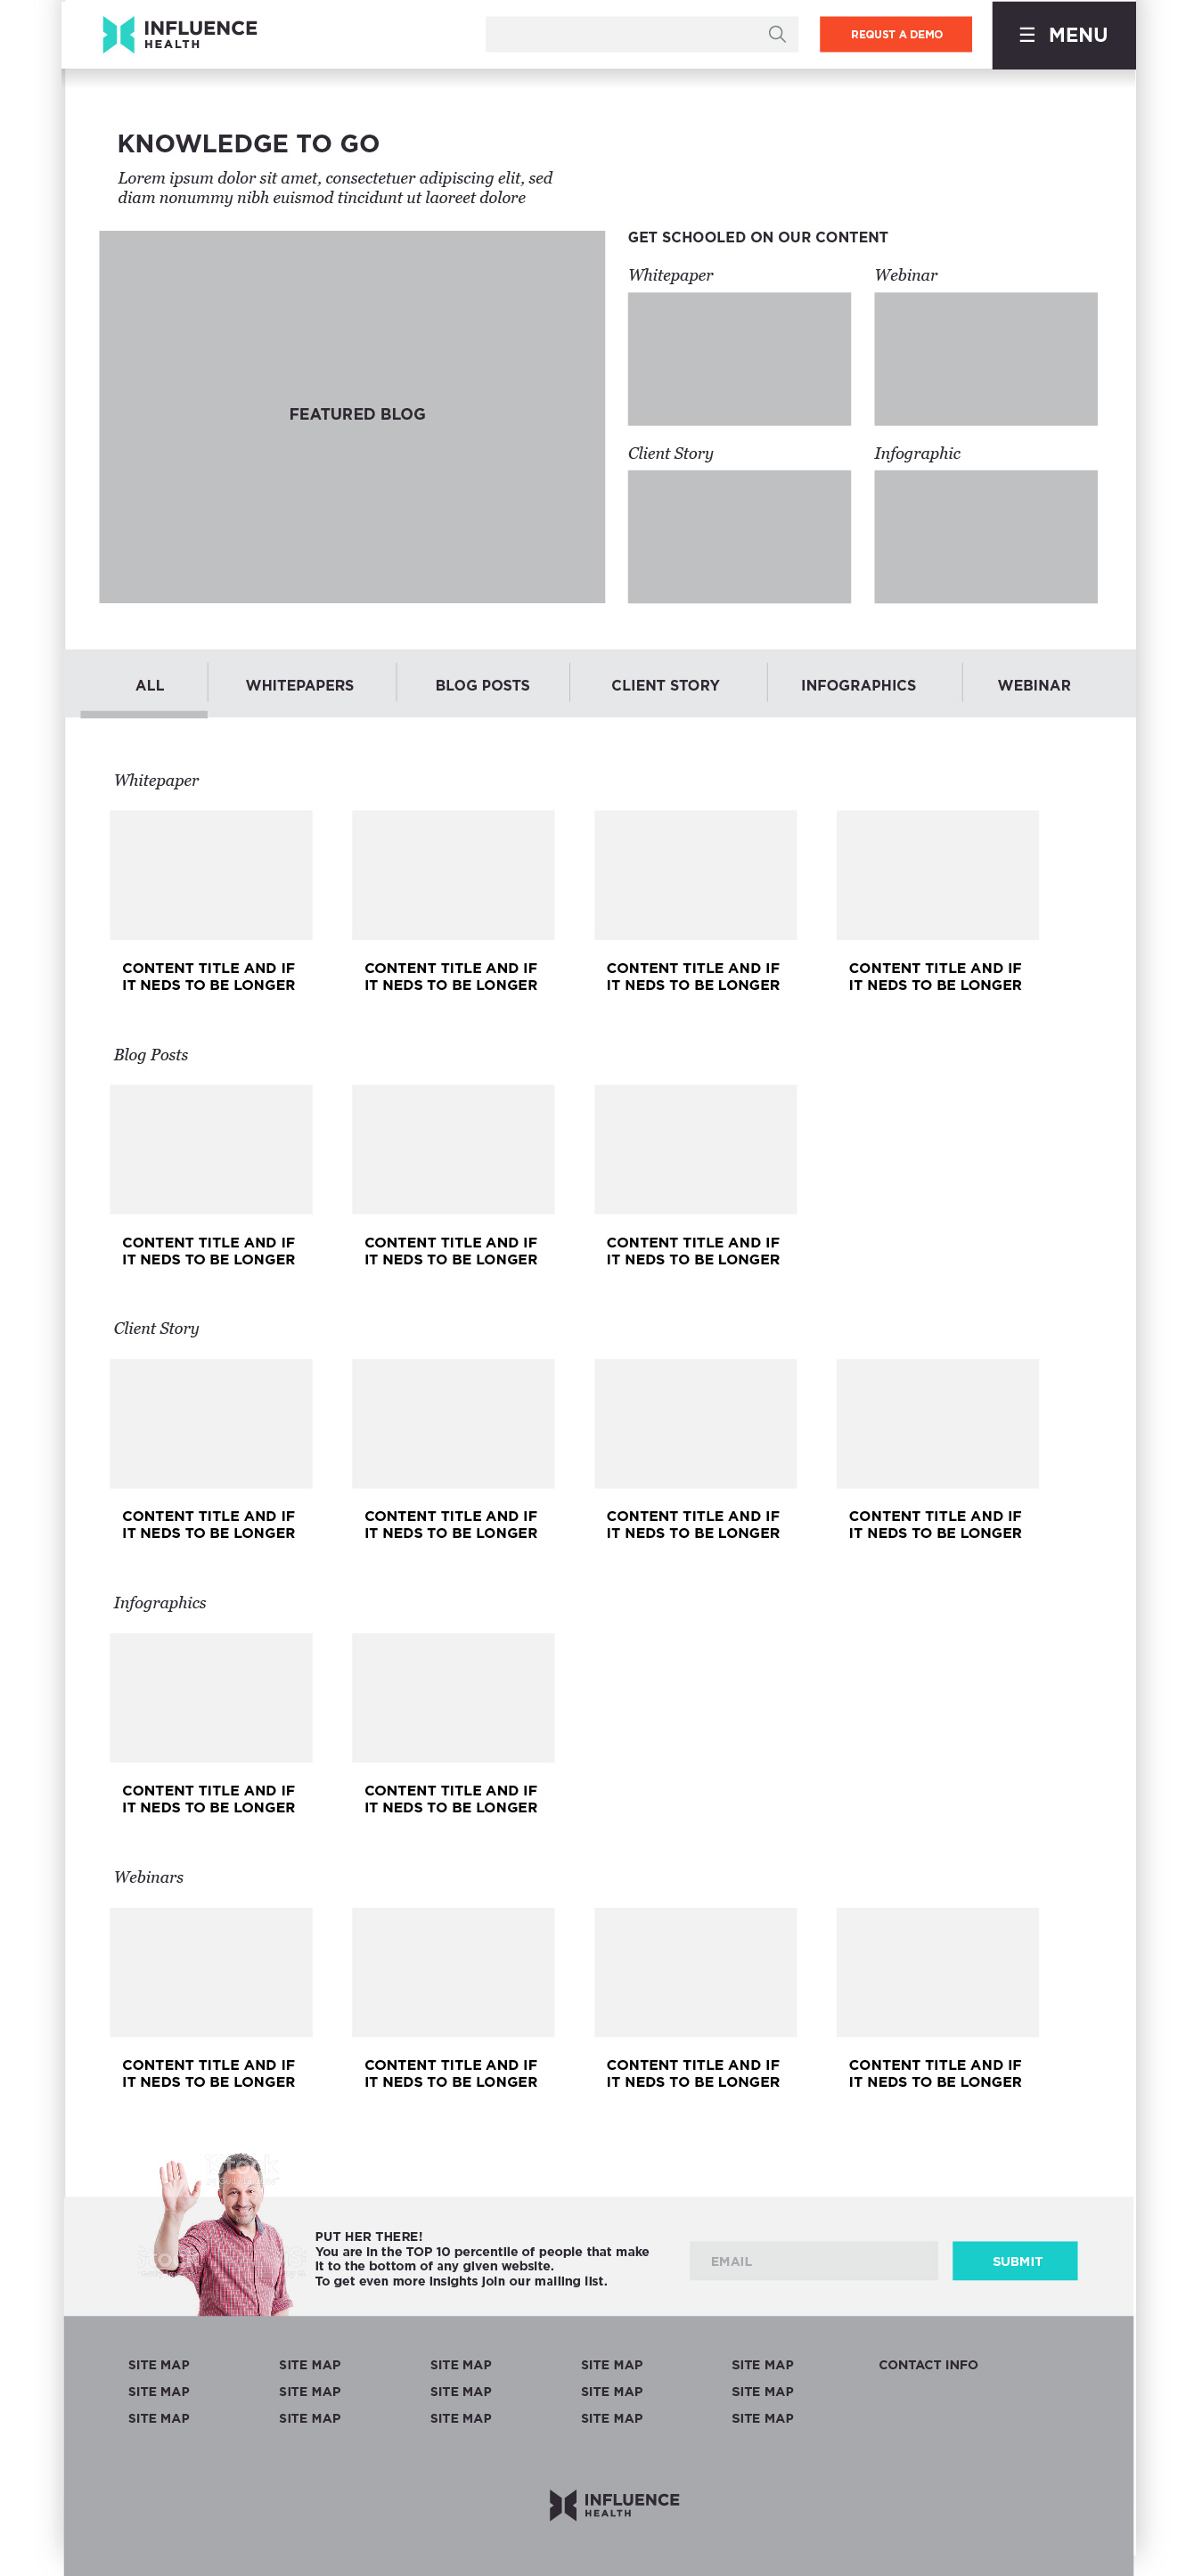 INFLUENCE
HEALTH
REQUST A DEMO
☰ MENU
KNOWLEDGE TO GO
Lorem ipsum dolor sit amet, consectetuer adipiscing elit, sed
diam nonummy nibh euismod tincidunt ut laoreet dolore
FEATURED BLOG
GET SCHOOLED ON OUR CONTENT
Whitepaper
Webinar
Client Story
Infographic
ALL
WHITEPAPERS
BLOG POSTS
CLIENT STORY
INFOGRAPHICS
WEBINAR
Whitepaper
CONTENT TITLE AND IF
IT NEDS TO BE LONGER
CONTENT TITLE AND IF
IT NEDS TO BE LONGER
CONTENT TITLE AND IF
IT NEDS TO BE LONGER
CONTENT TITLE AND IF
IT NEDS TO BE LONGER
Blog Posts
CONTENT TITLE AND IF
IT NEDS TO BE LONGER
CONTENT TITLE AND IF
IT NEDS TO BE LONGER
CONTENT TITLE AND IF
IT NEDS TO BE LONGER
Client Story
CONTENT TITLE AND IF
IT NEDS TO BE LONGER
CONTENT TITLE AND IF
IT NEDS TO BE LONGER
CONTENT TITLE AND IF
IT NEDS TO BE LONGER
CONTENT TITLE AND IF
IT NEDS TO BE LONGER
Infographics
CONTENT TITLE AND IF
IT NEDS TO BE LONGER
CONTENT TITLE AND IF
IT NEDS TO BE LONGER
Webinars
CONTENT TITLE AND IF
IT NEDS TO BE LONGER
CONTENT TITLE AND IF
IT NEDS TO BE LONGER
CONTENT TITLE AND IF
IT NEDS TO BE LONGER
CONTENT TITLE AND IF
IT NEDS TO BE LONGER
PUT HER THERE!
You are in the TOP 10 percentile of people that make
it to the bottom of any given website.
To get even more insights join our mailing list.
EMAIL
SUBMIT
SITE MAP
SITE MAP
SITE MAP
SITE MAP
SITE MAP
CONTACT INFO
SITE MAP
SITE MAP
SITE MAP
SITE MAP
SITE MAP
SITE MAP
SITE MAP
SITE MAP
SITE MAP
SITE MAP
INFLUENCE
HEALTH